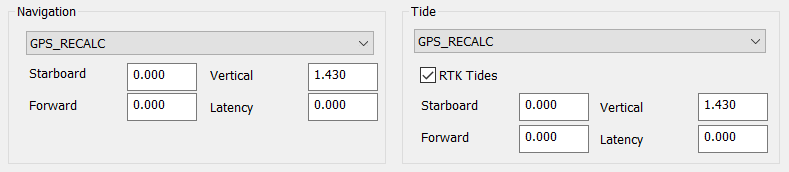 Navigation
GPS_RECALC
Starboard 0.000 Vertical 1.430
Forward 0.000 Latency 0.000
Tide
GPS_RECALC
RTK Tides
Starboard 0.000 Vertical 1.430
Forward 0.000 Latency 0.000